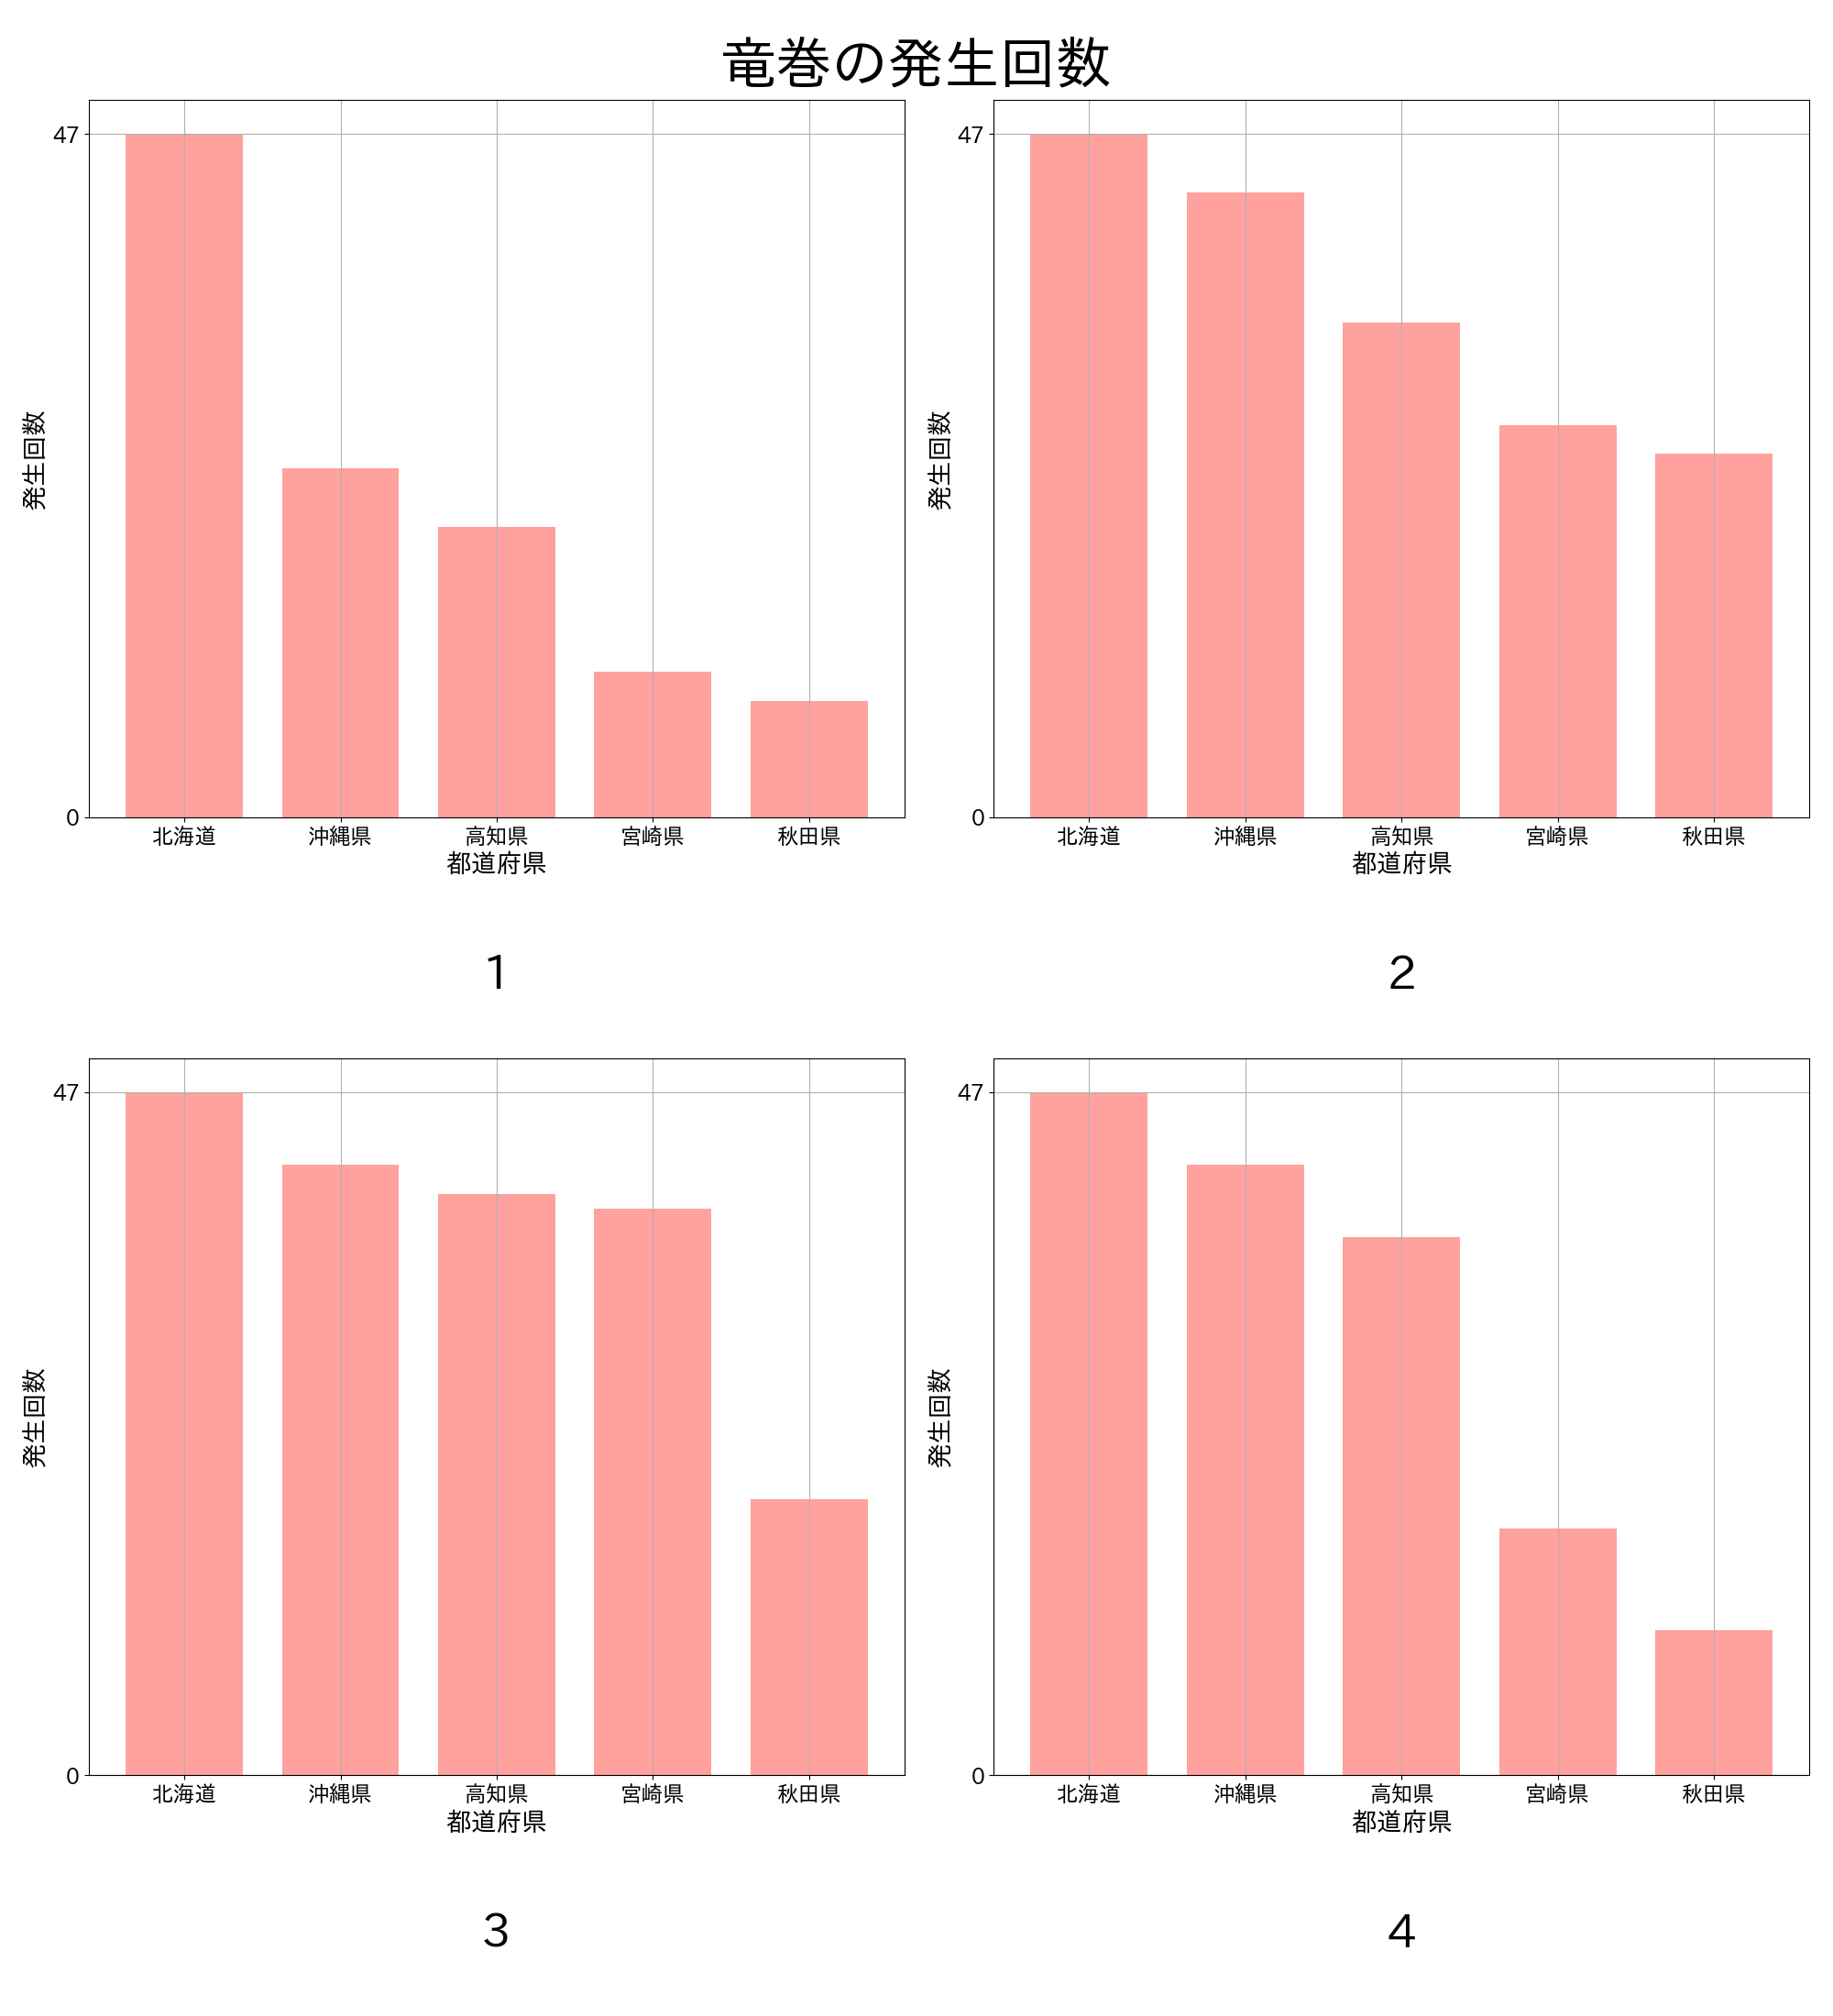 竜巻の発生回数
47
0
発生回数
北海道 沖縄県 高知県 宮崎県 秋田県
都道府県
1
47
0
発生回数
北海道 沖縄県 高知県 宮崎県 秋田県
都道府県
2
47
0
発生回数
北海道 沖縄県 高知県 宮崎県 秋田県
都道府県
3
47
0
発生回数
北海道 沖縄県 高知県 宮崎県 秋田県
都道府県
4